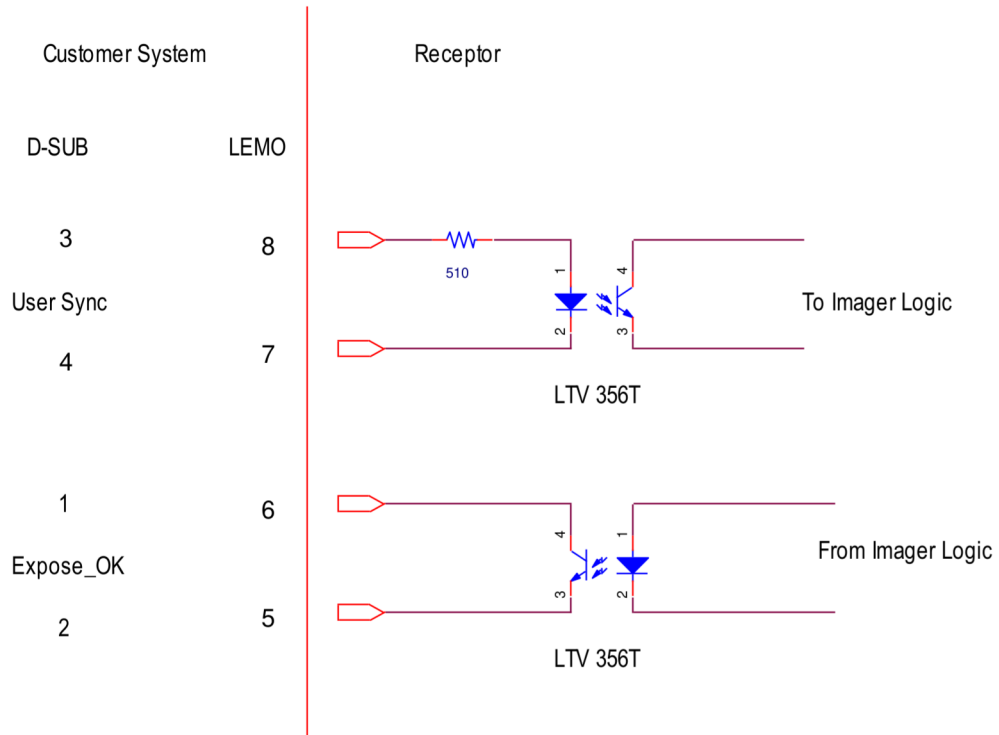 Customer System
Receptor
D-SUB
LEMO
3
8
510
1
4
User Sync
To Imager Logic
2
3
4
7
LTV 356T
1
6
4
1
From Imager Logic
Expose_OK
3
2
2
5
LTV 356T